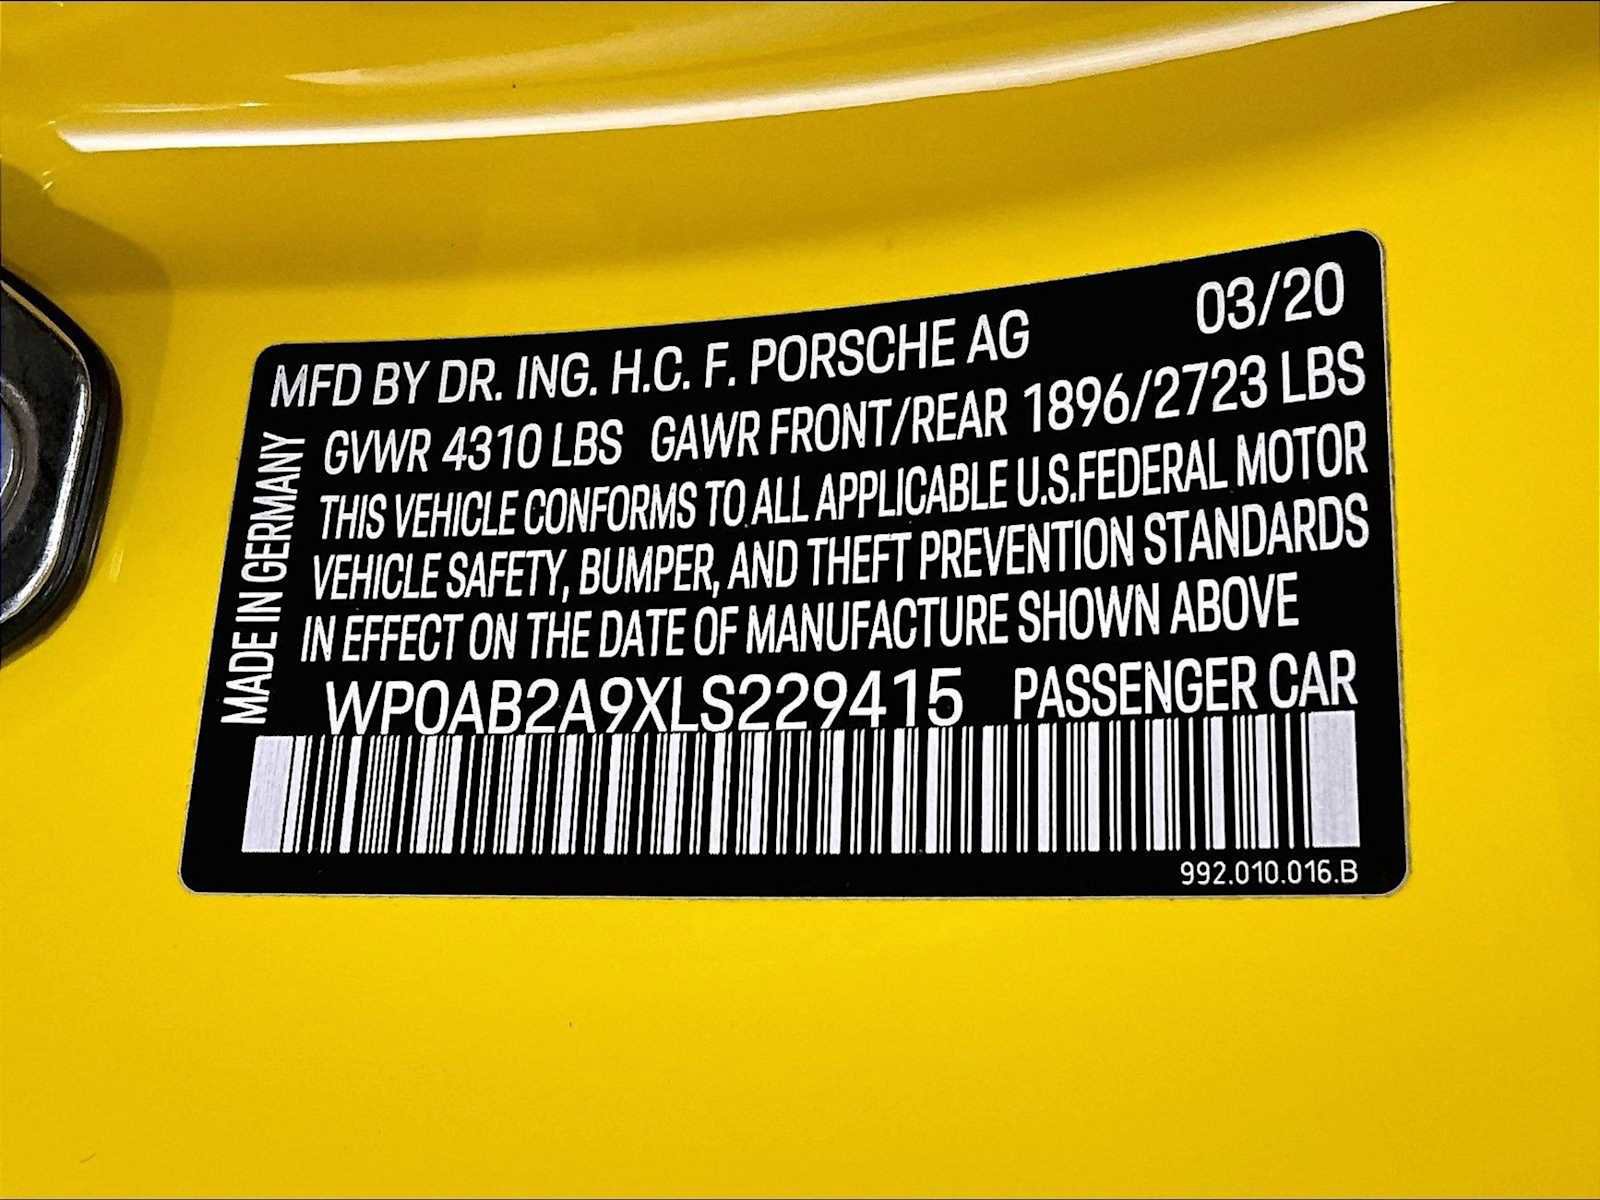 MFD BY DR. ING. H.C. F. PORSCHE AG 03/20
GVWR 4310 LBS GAWR FRONT/REAR 1896/2723 LBS
THIS VEHICLE CONFORMS TO ALL APPLICABLE U.S.FEDERAL MOTOR
VEHICLE SAFETY, BUMPER, AND THEFT PREVENTION STANDARDS
IN EFFECT ON THE DATE OF MANUFACTURE SHOWN ABOVE
MADE IN GERMANY
WP0AB2A9XLS229415 PASSENGER CAR
992.010.016.B